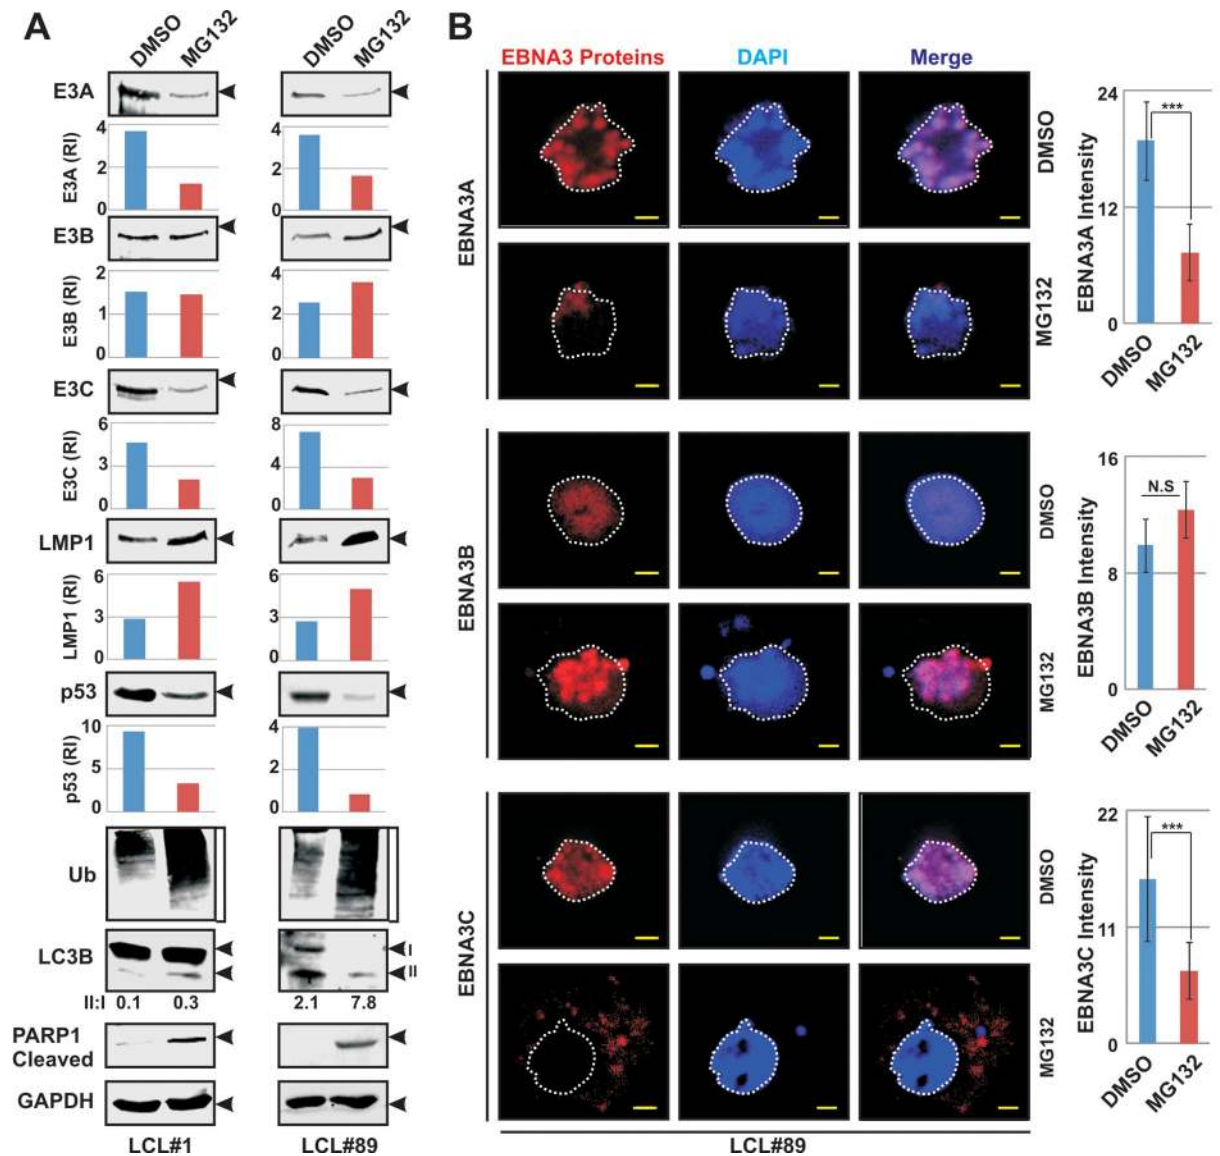 A
DMSO MG132 DMSO MG132
E3A
E3A (RI)
4 2 0
4 2 0
E3B
E3B (RI)
2 1 0
4 2 0
E3C
E3C (RI)
6 3 0
8 4 0
LMP1
LMP1 (RI)
6 3 0
6 3 0
p53
p53 (RI)
10 5 0
4 2 0
Ub
LC3B
I
II
II:I 0.1 0.3 2.1 7.8
PARP1
Cleaved
GAPDH
LCL#1 LCL#89
B
EBNA3 Proteins DAPI Merge
EBNA3A
DMSO
MG132
EBNA3A Intensity
24
12
0
***
DMSO MG132
EBNA3B
DMSO
MG132
EBNA3B Intensity
16
8
0
N.S
DMSO MG132
EBNA3C
DMSO
MG132
EBNA3C Intensity
22
11
0
***
DMSO MG132
LCL#89